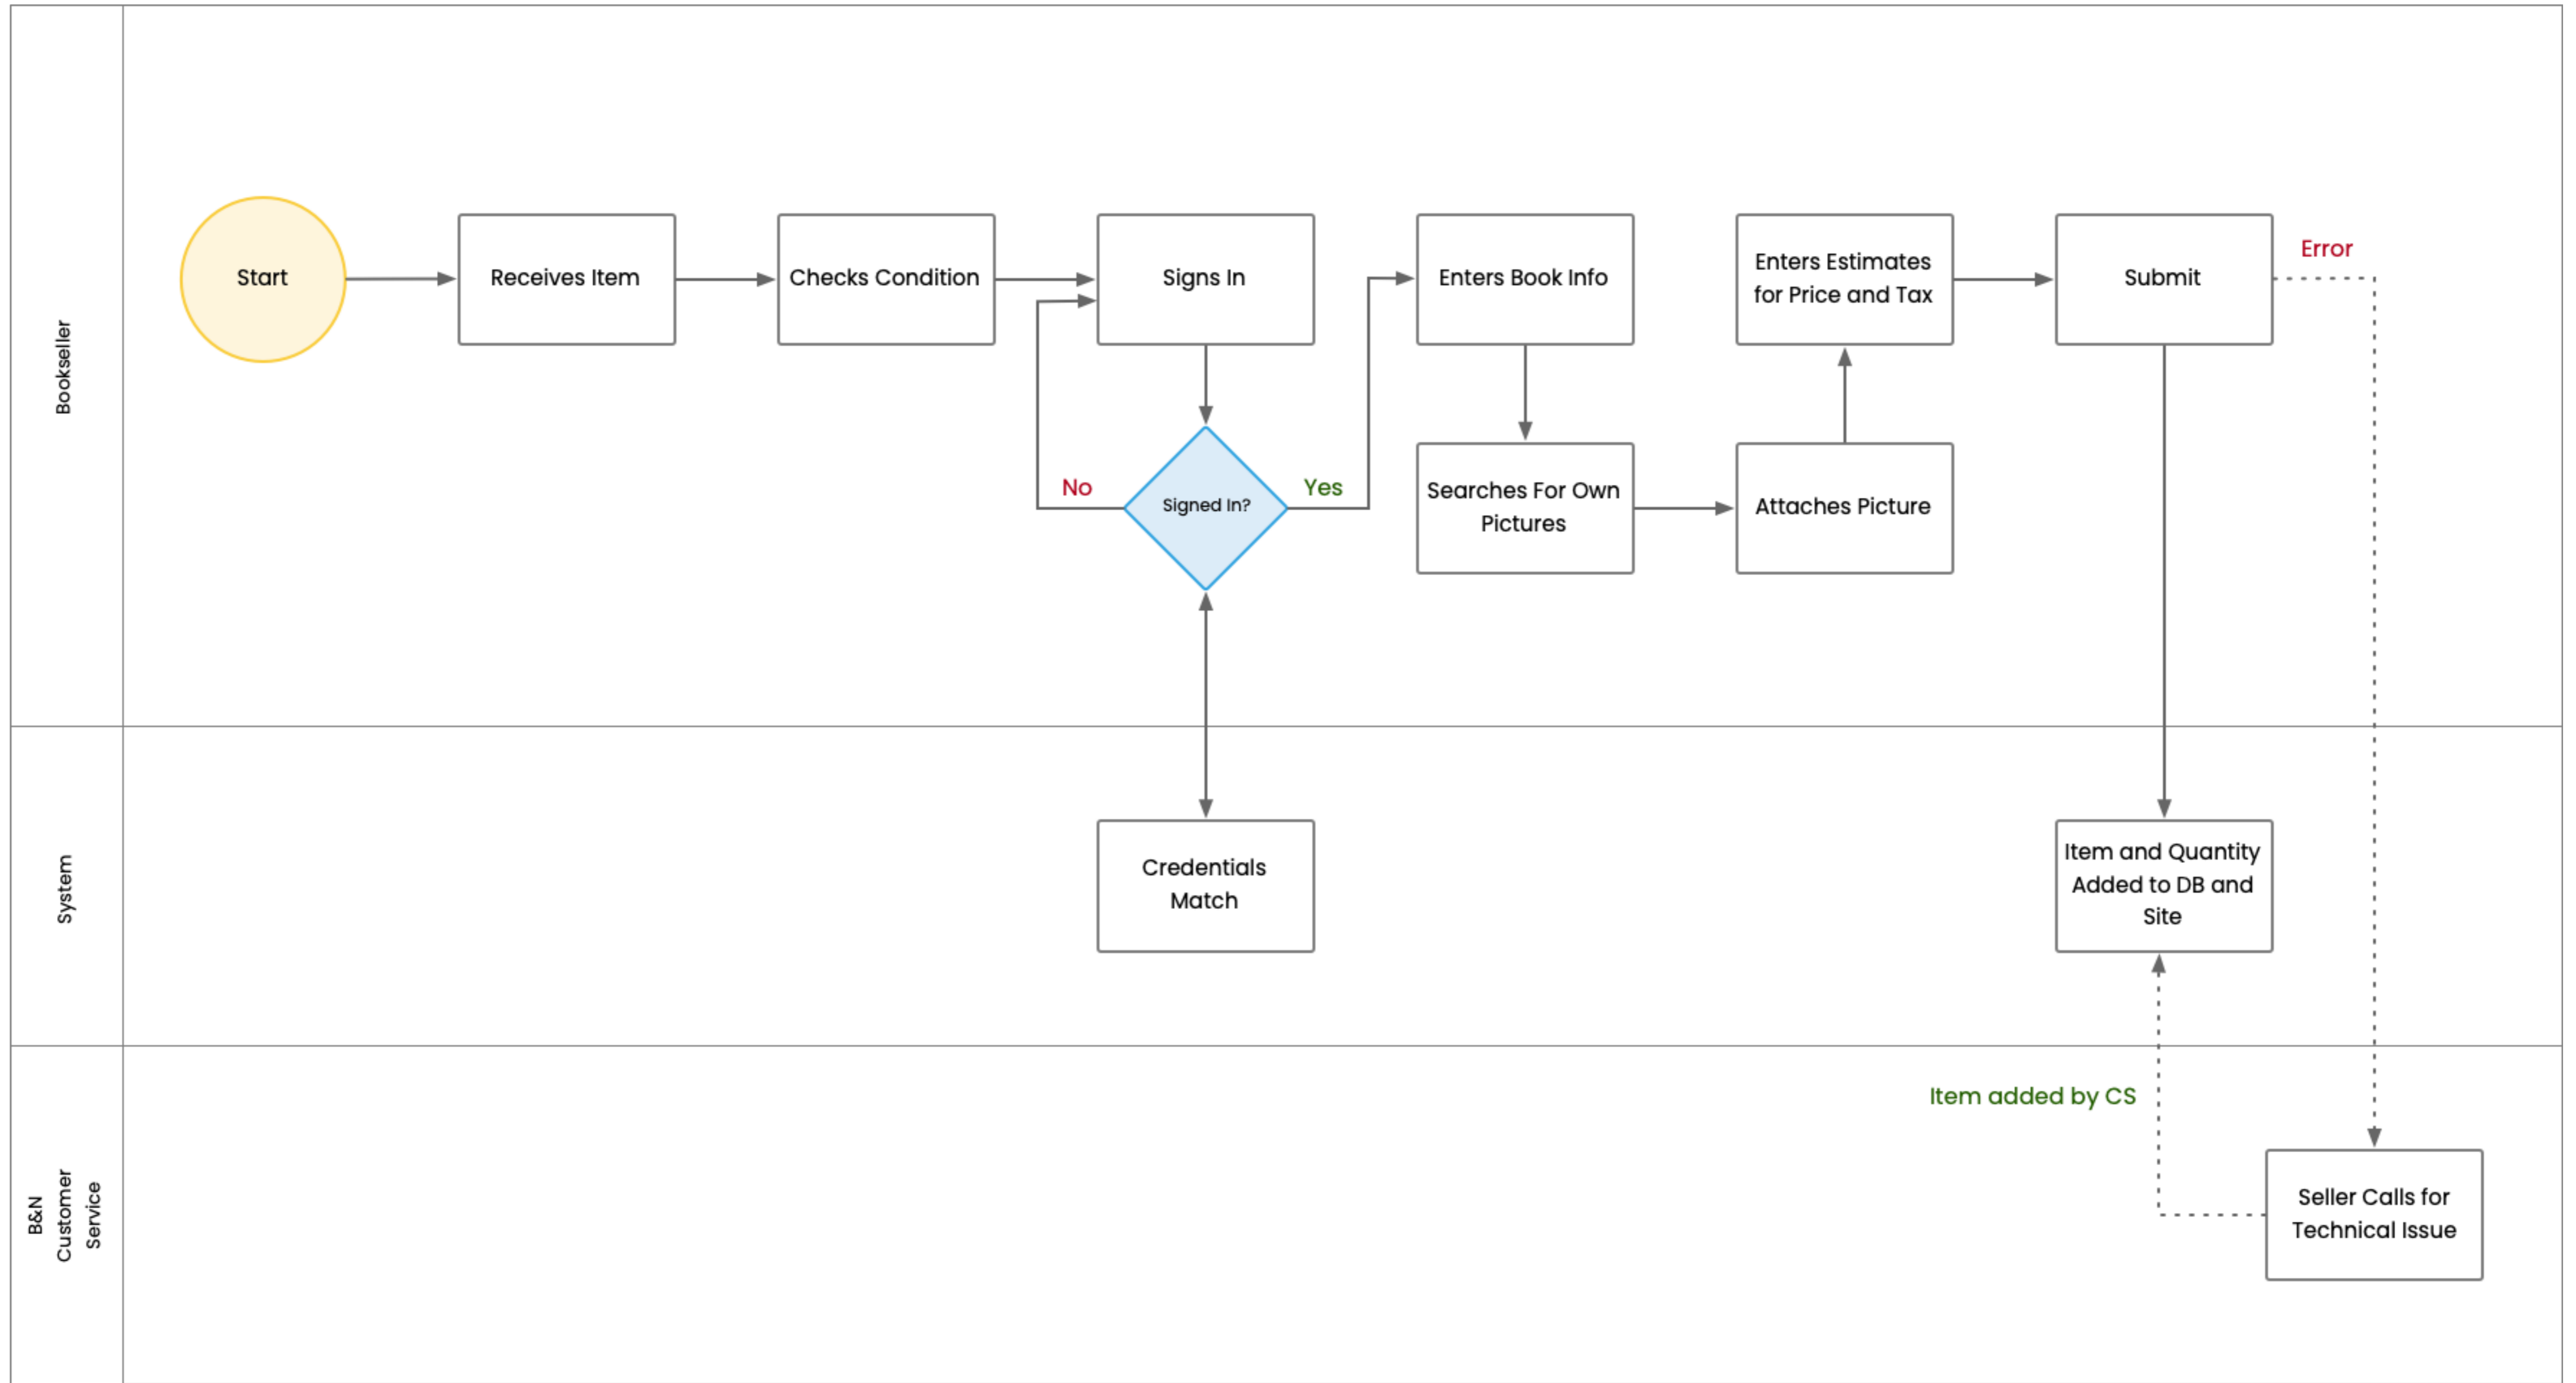 Bookseller
Start
Receives Item
Checks Condition
Signs In
Enters Book Info
Enters Estimates
for Price and Tax
Submit
Error
No
Signed In?
Yes
Searches For Own
Pictures
Attaches Picture
System
Credentials
Match
Item and Quantity
Added to DB and
Site
B&N
Customer
Service
Item added by CS
Seller Calls for
Technical Issue